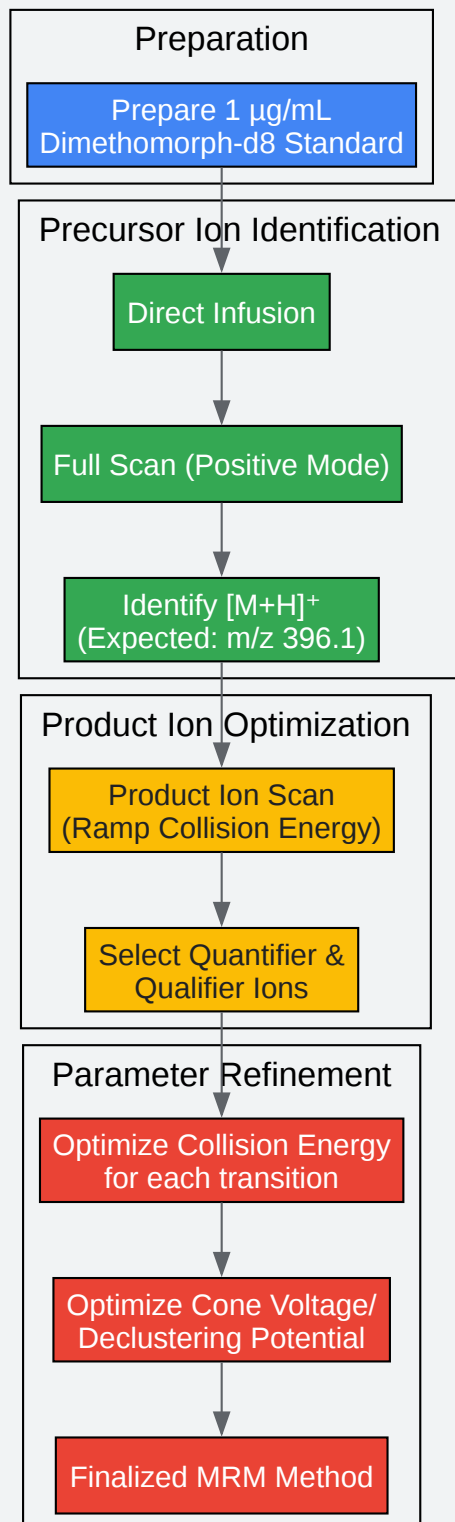 Preparation
Prepare 1 µg/mL
Dimethomorph-d8 Standard
Precursor Ion Identification
Direct Infusion
Full Scan (Positive Mode)
Identify [M+H]⁺
(Expected: m/z 396.1)
Product Ion Optimization
Product Ion Scan
(Ramp Collision Energy)
Select Quantifier &
Qualifier Ions
Parameter Refinement
Optimize Collision Energy
for each transition
Optimize Cone Voltage/
Declustering Potential
Finalized MRM Method